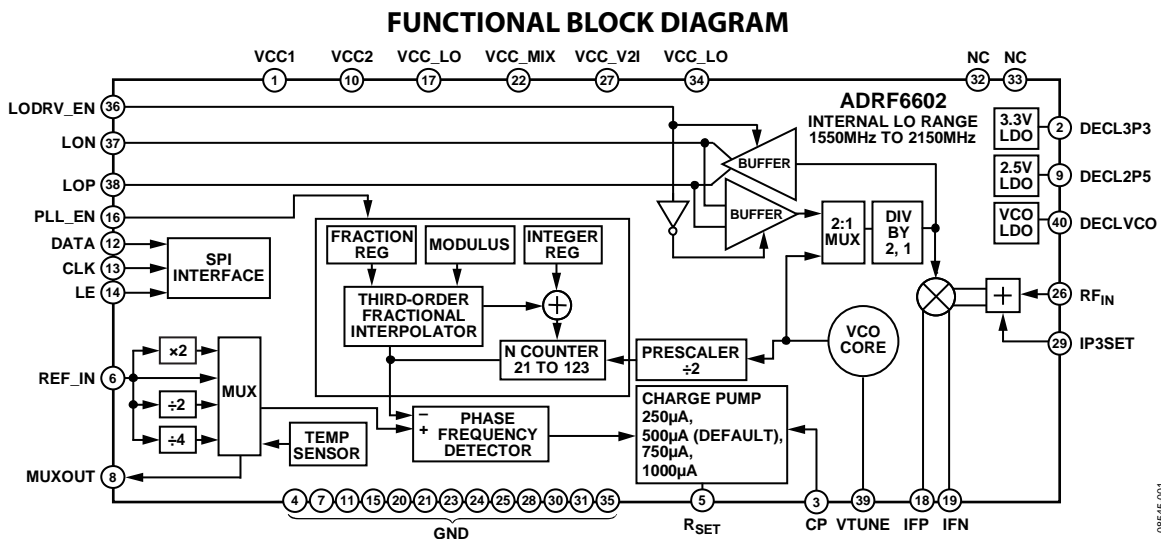 FUNCTIONAL BLOCK DIAGRAM
VCC1
VCC2
VCC_LO
VCC_MIX
VCC_V2I
VCC_LO
NC
NC
1
10
17
22
27
34
32
33
LODRV_EN
36
LON
37
LOP
38
PLL_EN
16
DATA
12
CLK
13
LE
14
SPI
INTERFACE
ADRF6602
INTERNAL LO RANGE
1550MHz TO 2150MHz
BUFFER
BUFFER
2:1
MUX
DIV
BY
2, 1
3.3V
LDO
2
DECL3P3
2.5V
LDO
9
DECL2P5
VCO
LDO
40
DECLVCO
26
RFIN
29
IP3SET
+
FRACTION
REG
MODULUS
INTEGER
REG
THIRD-ORDER
FRACTIONAL
INTERPOLATOR
+
N COUNTER
21 TO 123
PRESCALER
÷2
VCO
CORE
REF_IN
6
×2
÷2
÷4
MUX
TEMP
SENSOR
MUXOUT
8
–
+
PHASE
FREQUENCY
DETECTOR
CHARGE PUMP
250µA,
500µA (DEFAULT),
750µA,
1000µA
4
7
11
15
20
21
23
24
25
28
30
31
35
GND
5
RSET
3
CP
39
VTUNE
18
IFP
19
IFN
08545-001